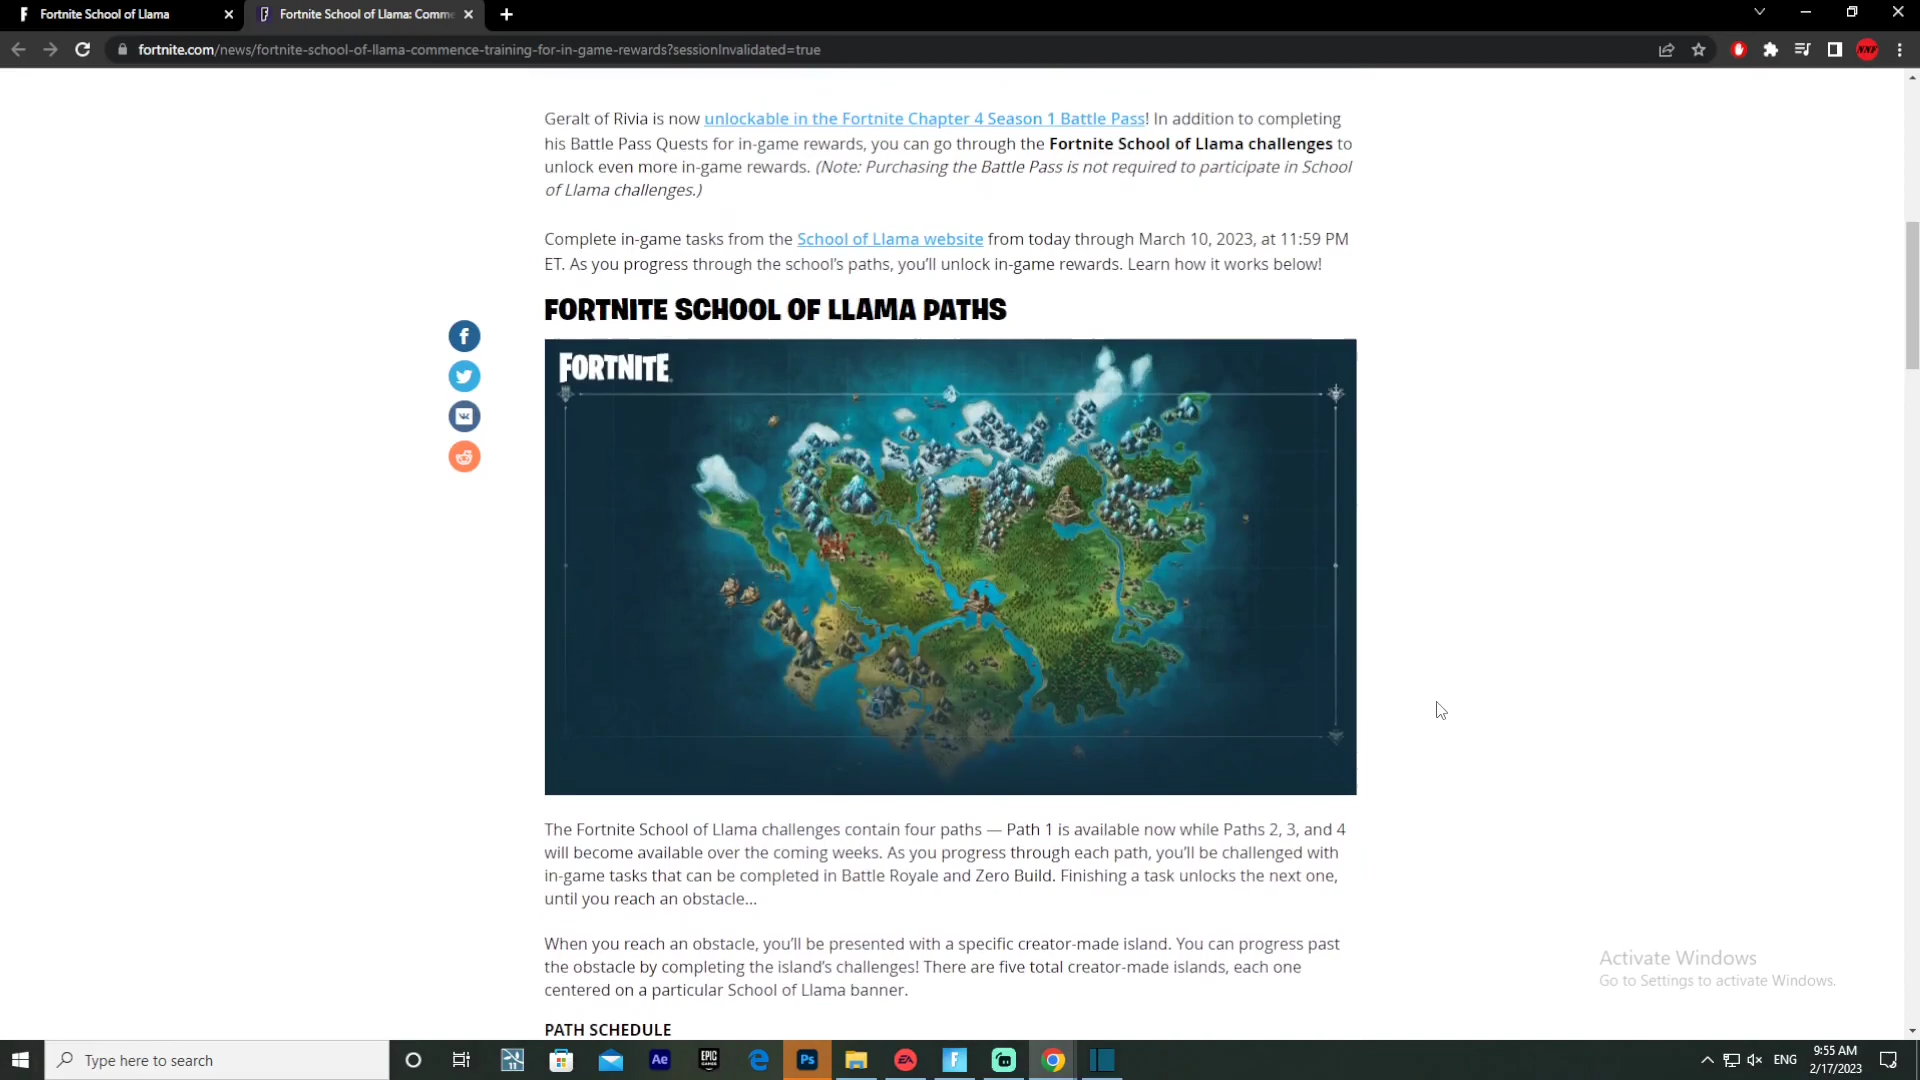 Fortnite School of Llama
Fortnite School of Llama: Comme
fortnite.com/news/fortnite-school-of-llama-commence-training-for-in-game-rewards?sessionInvalidated=true
Geralt of Rivia is now unlockable in the Fortnite Chapter 4 Season 1 Battle Pass! In addition to completing
his Battle Pass Quests for in-game rewards, you can go through the Fortnite School of Llama challenges to
unlock even more in-game rewards. (Note: Purchasing the Battle Pass is not required to participate in School
of Llama challenges.)
Complete in-game tasks from the School of Llama website from today through March 10, 2023, at 11:59 PM
ET. As you progress through the school's paths, you'll unlock in-game rewards. Learn how it works below!
FORTNITE SCHOOL OF LLAMA PATHS
FORTNITE
The Fortnite School of Llama challenges contain four paths — Path 1 is available now while Paths 2, 3, and 4
will become available over the coming weeks. As you progress through each path, you'll be challenged with
in-game tasks that can be completed in Battle Royale and Zero Build. Finishing a task unlocks the next one,
until you reach an obstacle...
When you reach an obstacle, you'll be presented with a specific creator-made island. You can progress past
the obstacle by completing the island's challenges! There are five total creator-made islands, each one
centered on a particular School of Llama banner.
PATH SCHEDULE
Activate Windows
Go to Settings to activate Windows.
Type here to search
11
Ae
EPIC
GAMES
Ps
EA
ENG
9:55 AM
2/17/2023